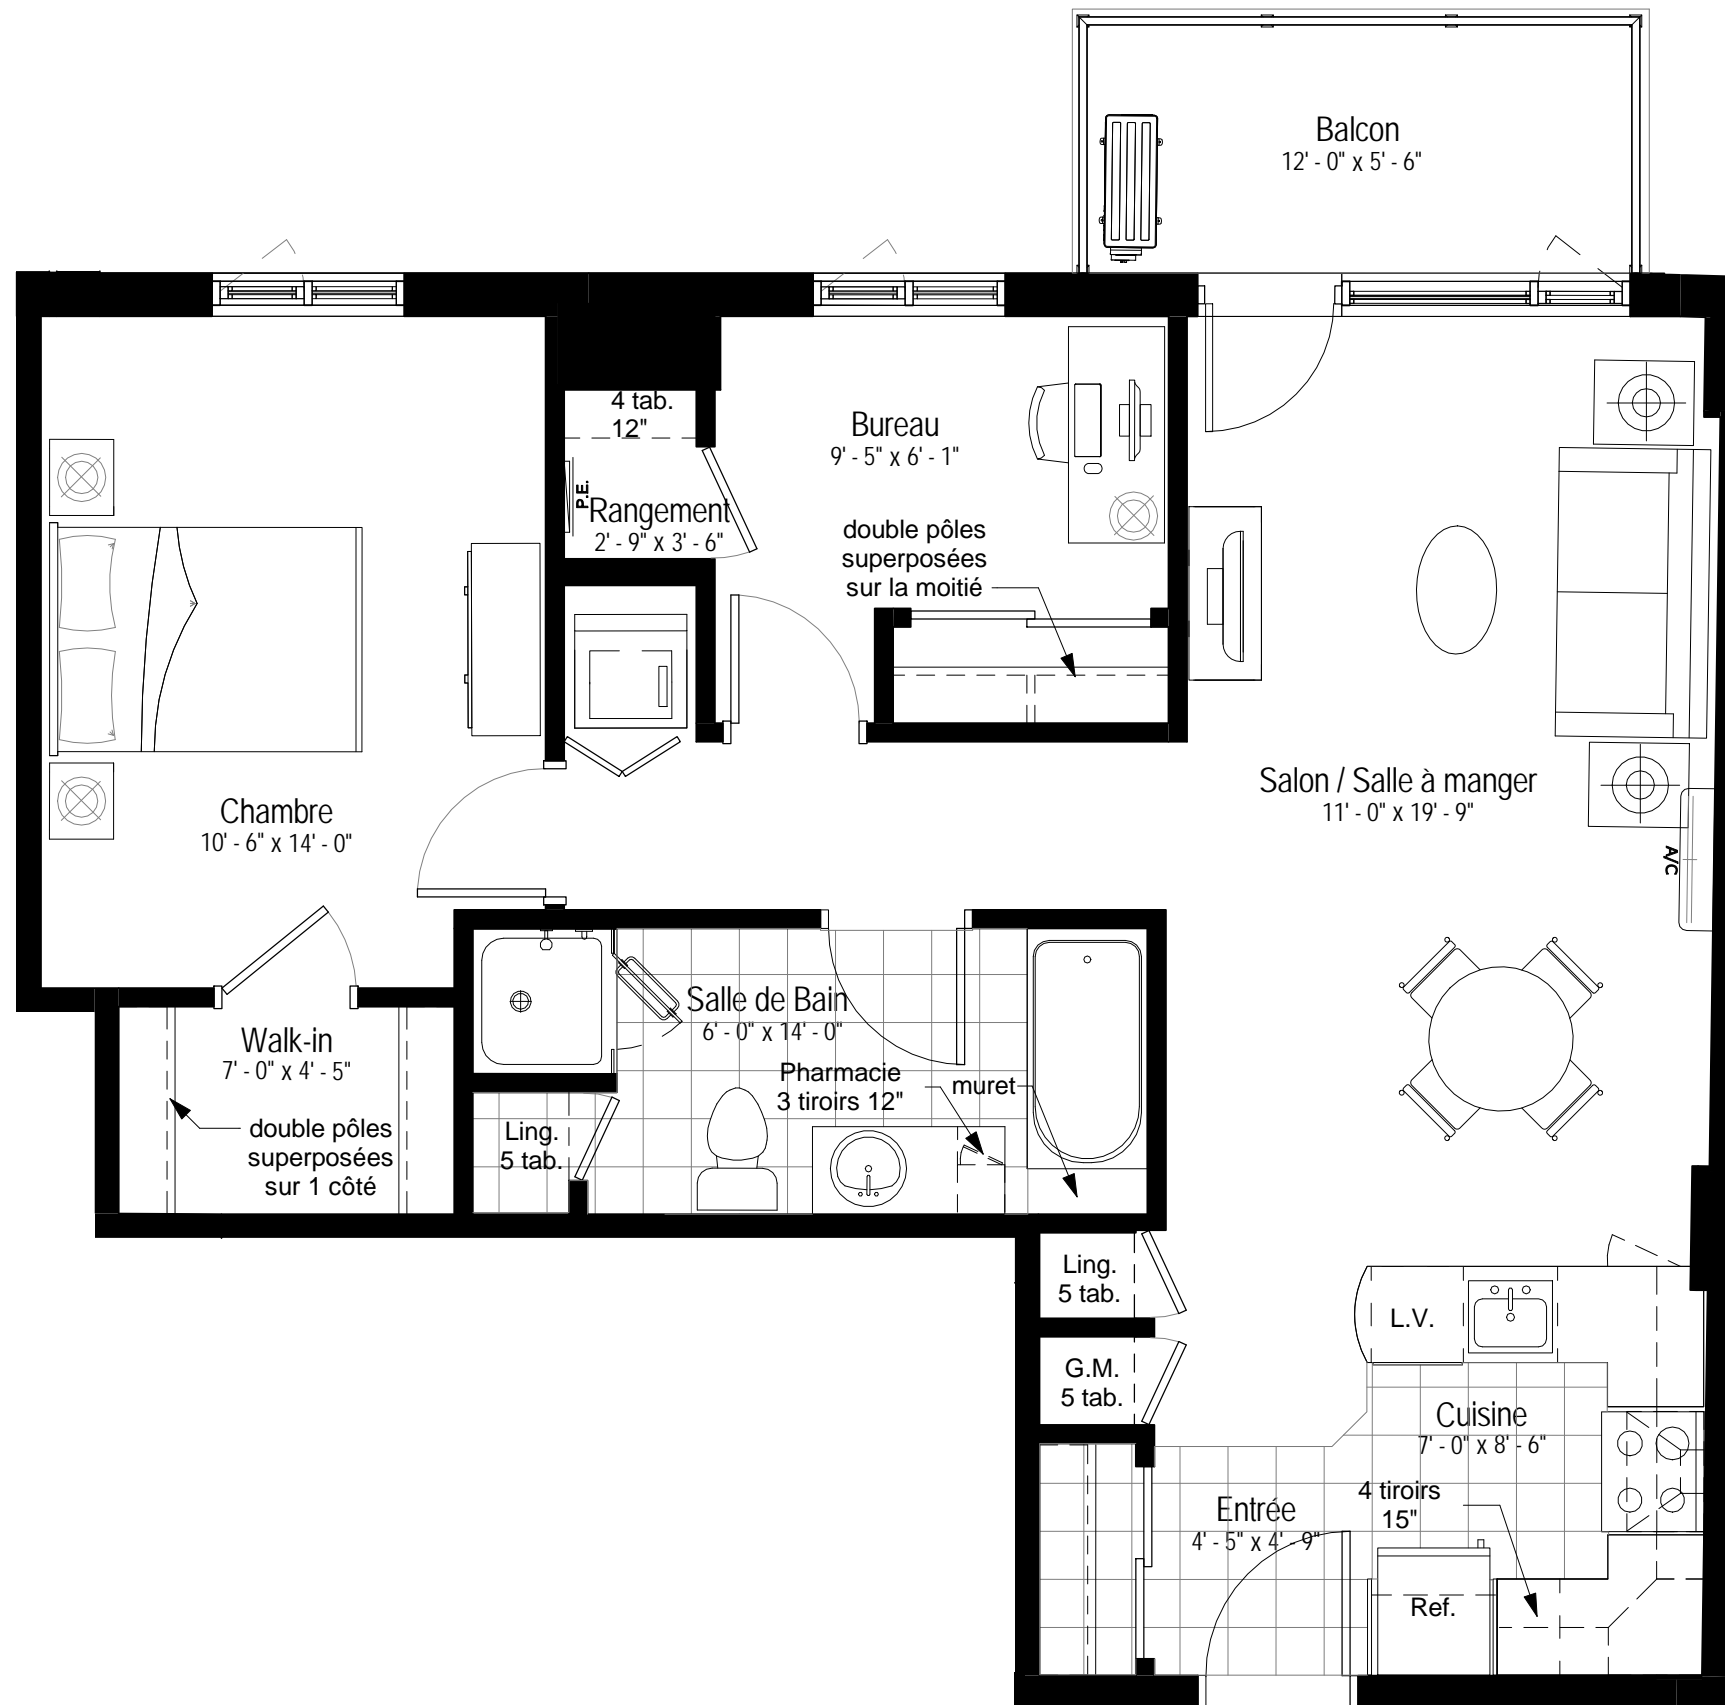 Balcon
12' - 0" x 5' - 6"
4 tab.
12"
P.E.
Rangement
2' - 9" x 3' - 6"
Bureau
9' - 5" x 6' - 1"
double pôles
superposées
sur la moitié
Chambre
10' - 6" x 14' - 0"
Salon / Salle à manger
11' - 0" x 19' - 9"
A/C
Walk-in
7' - 0" x 4' - 5"
double pôles
superposées
sur 1 côté
Salle de Bain
6' - 0" x 14' - 0"
Pharmacie
3 tiroirs 12"
muret
Ling.
5 tab.
Ling.
5 tab.
G.M.
5 tab.
L.V.
Cuisine
7' - 0" x 8' - 6"
4 tiroirs
15"
Entrée
4' - 5" x 4' - 9"
Ref.